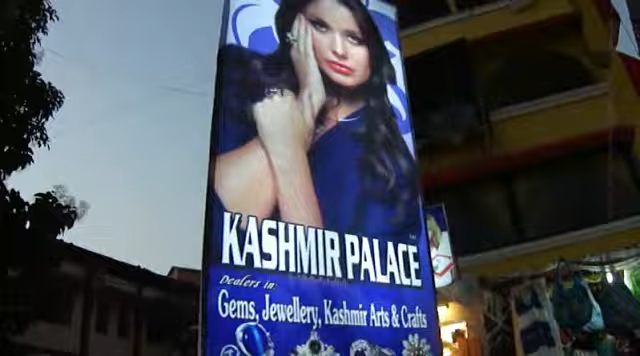 KASHMIR PALACE
Dealers in:
Gems, Jewellery, Kashmir Arts & Crafts